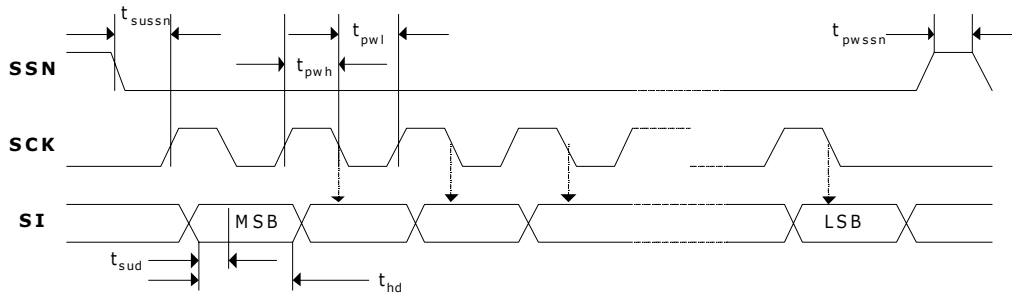 t_sussn
t_pwl
t_pwssn
SSN
t_pwh
SCK
SI
MSB
LSB
t_sud
t_hd